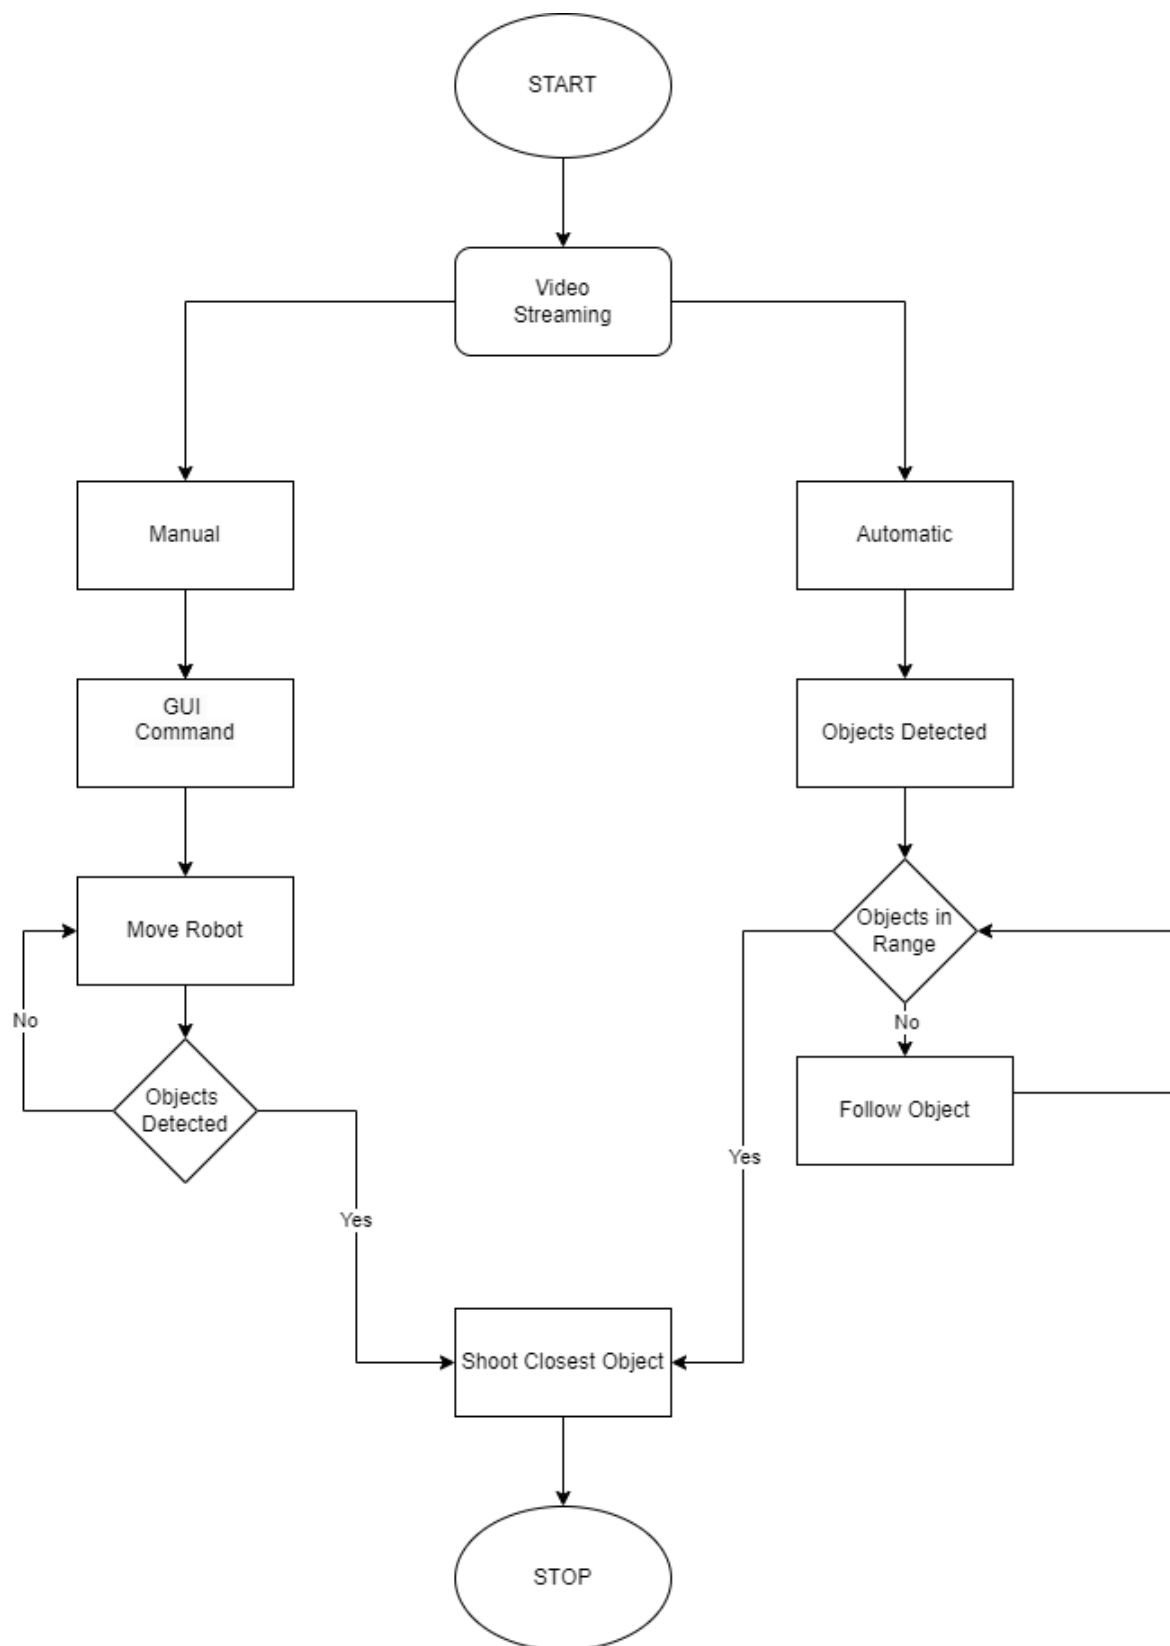 START
Video
Streaming
Manual
Automatic
GUI
Command
Objects Detected
Move Robot
Objects in
Range
No
No
Objects
Detected
Follow Object
Yes
Yes
Shoot Closest Object
STOP